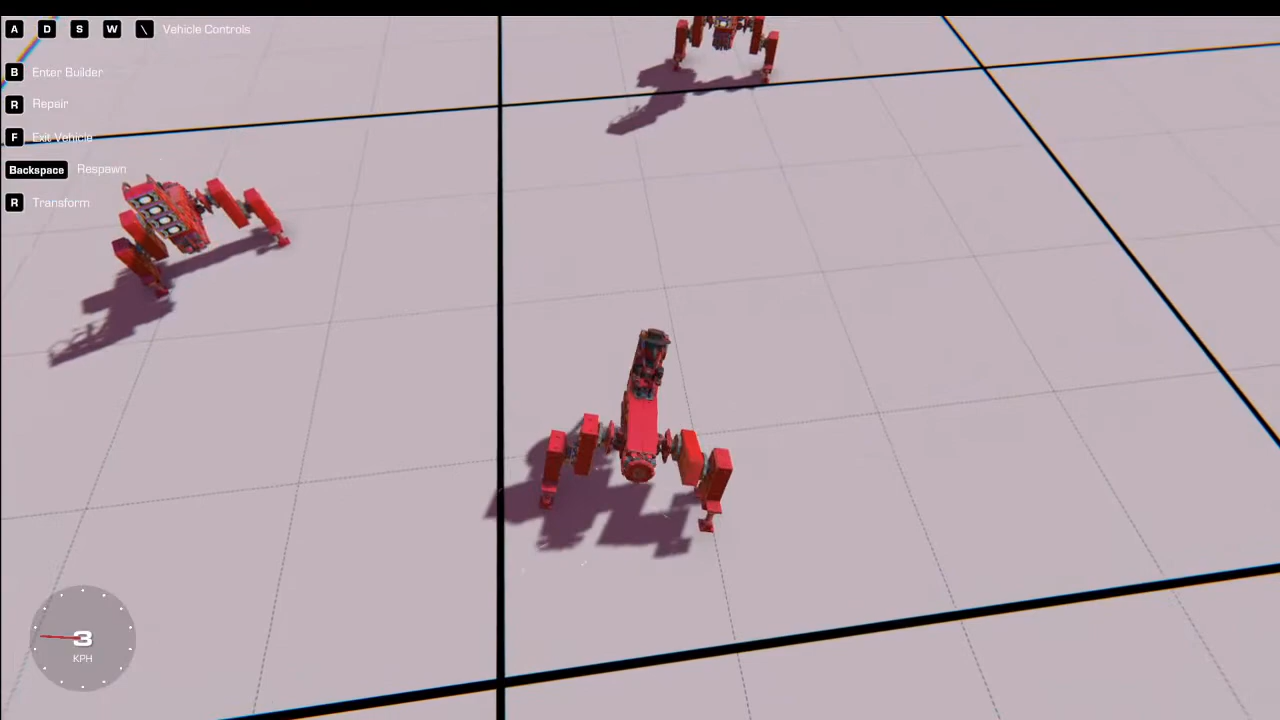 A D S W \ Vehicle Controls
B Enter Builder
R Repair
F Exit Vehicle
Backspace Respawn
R Transform
3
KPH